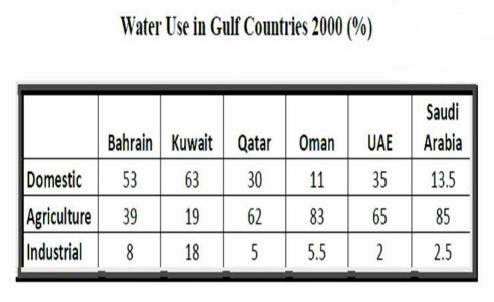 Water Use in Gulf Countries 2000 (%)
Bahrain Kuwait Qatar Oman UAE Saudi Arabia
Domestic 53 63 30 11 35 13.5
Agriculture 39 19 62 83 65 85
Industrial 8 18 5 5.5 2 2.5